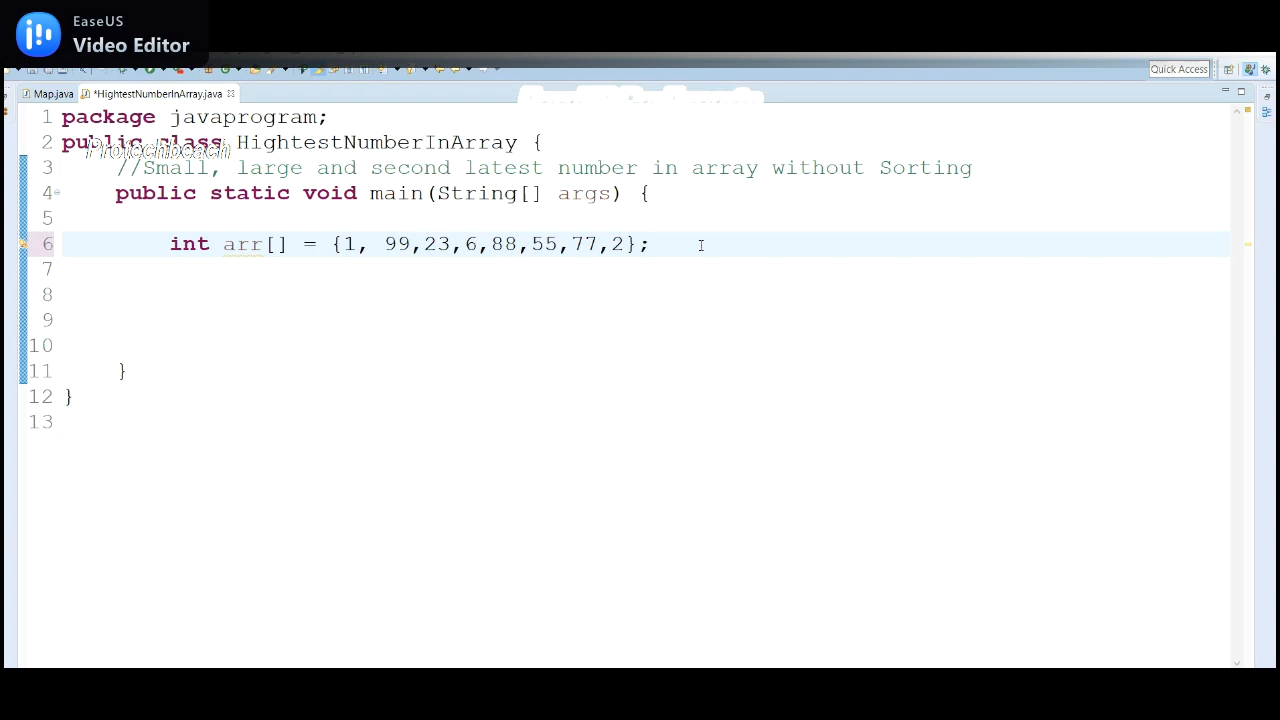 EaseUS
Video Editor
Quick Access
Map.java
*HightestNumberInArray.java
1 package javaprogram;
2 public class HightestNumberInArray {
Protechbeach
3 //Small, large and second latest number in array without Sorting
4 public static void main(String[] args) {
5
6 int arr[] = {1, 99,23,6,88,55,77,2};
7
8
9
10
11 }
12 }
13